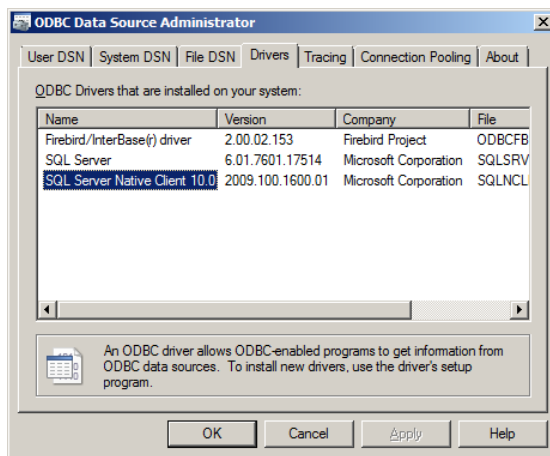 ODBC Data Source Administrator
User DSN System DSN File DSN Drivers Tracing Connection Pooling About
ODBC Drivers that are installed on your system:
Name Version Company File
Firebird/InterBase(r) driver 2.00.02.153 Firebird Project ODBCFB
SQL Server 6.01.7601.17514 Microsoft Corporation SQLSRV
SQL Server Native Client 10.0 2009.100.1600.01 Microsoft Corporation SQLNCL
An ODBC driver allows ODBC-enabled programs to get information from
ODBC data sources. To install new drivers, use the driver's setup
program.
OK Cancel Apply Help